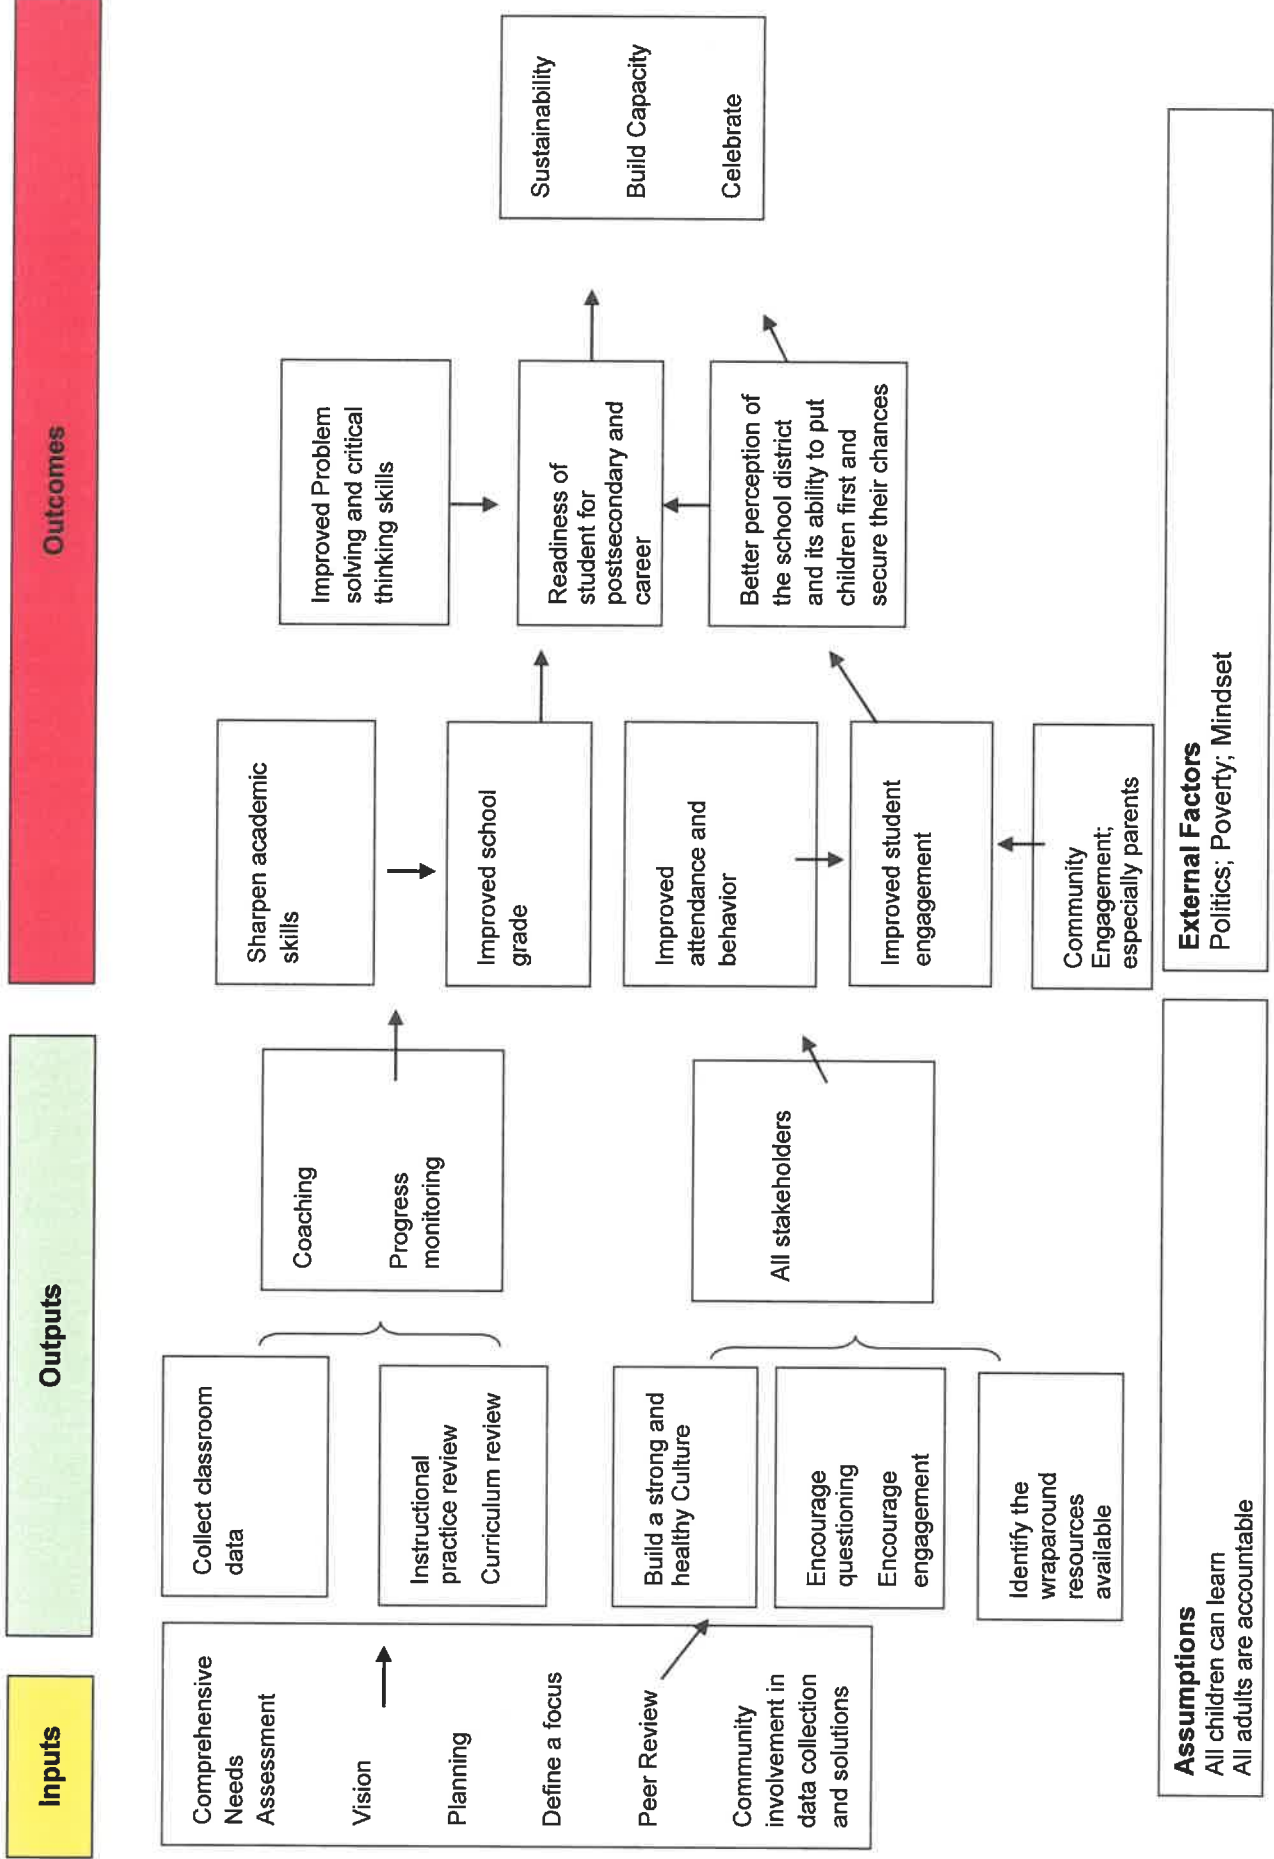 Inputs
Outputs
Outcomes
Comprehensive
Needs
Assessment
Vision
Planning
Define a focus
Peer Review
Community
involvement in
data collection
and solutions
Collect classroom
data
Instructional
practice review
Curriculum review
Build a strong and
healthy Culture
Encourage
questioning
Encourage
engagement
Identify the
wraparound
resources
available
Coaching
Progress
monitoring
All stakeholders
Sharpen academic
skills
Improved school
grade
Improved
attendance and
behavior
Improved student
engagement
Community
Engagement;
especially parents
Improved Problem
solving and critical
thinking skills
Readiness of
student for
postsecondary and
career
Better perception of
the school district
and its ability to put
children first and
secure their chances
Sustainability
Build Capacity
Celebrate
Assumptions
All children can learn
All adults are accountable
External Factors
Politics; Poverty; Mindset